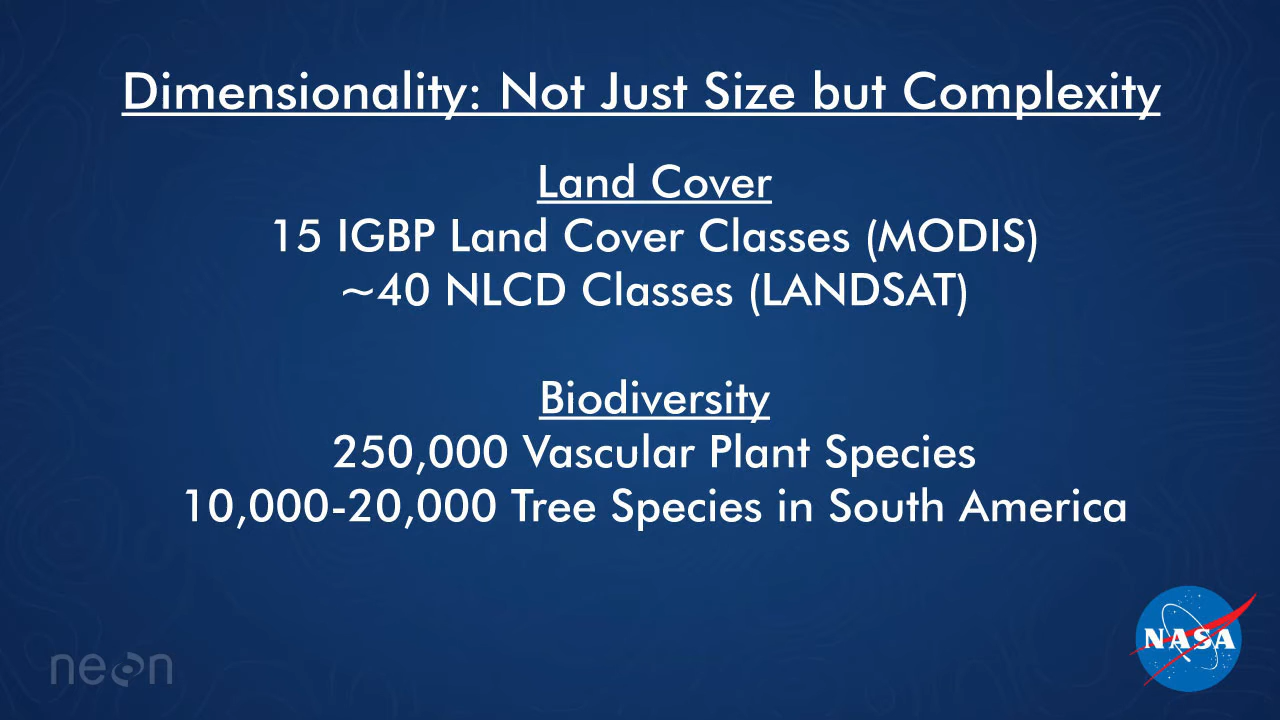 Dimensionality: Not Just Size but Complexity
Land Cover
15 IGBP Land Cover Classes (MODIS)
~40 NLCD Classes (LANDSAT)
Biodiversity
250,000 Vascular Plant Species
10,000-20,000 Tree Species in South America
neon
NASA